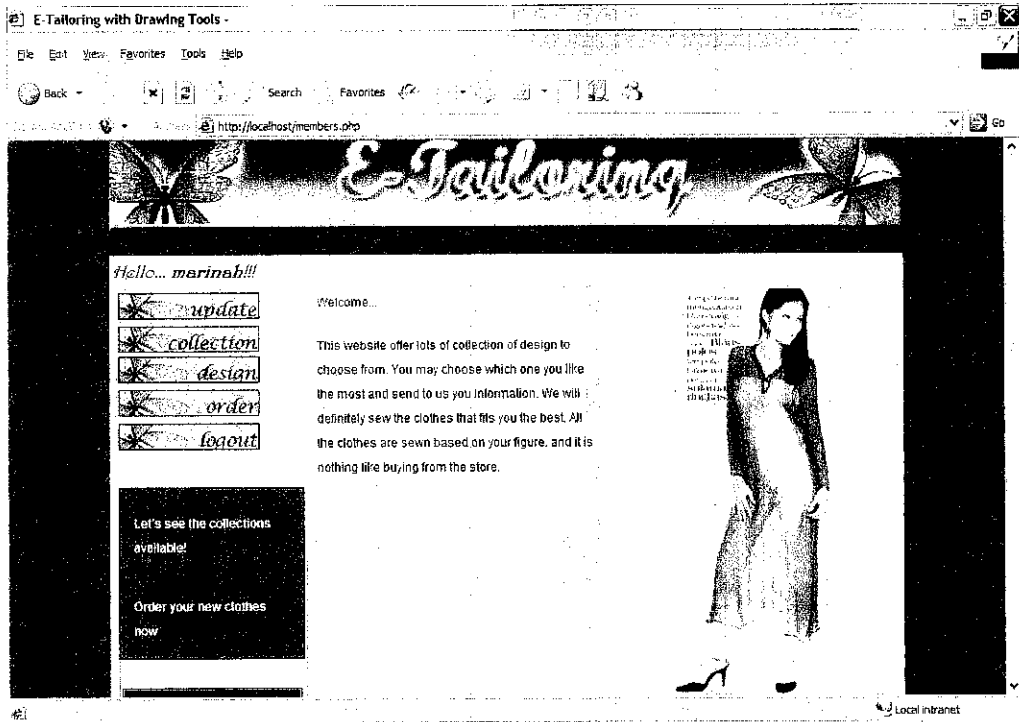 E-Tailoring with Drawing Tools -
File Edit View Favorites Tools Help
Back Search Favorites
http://localhost/members.php Go
E-Tailoring
Hello... marinah!!!
update
collection
design
order
logout
Welcome...
This website offer lots of collection of design to
choose from. You may choose which one you like
the most and send to us you information. We will
definitely sew the clothes that fits you the best. All
the clothes are sewn based on your figure, and it is
nothing like buying from the store.
Let's see the collections
available!
Order your new clothes
now
Local intranet